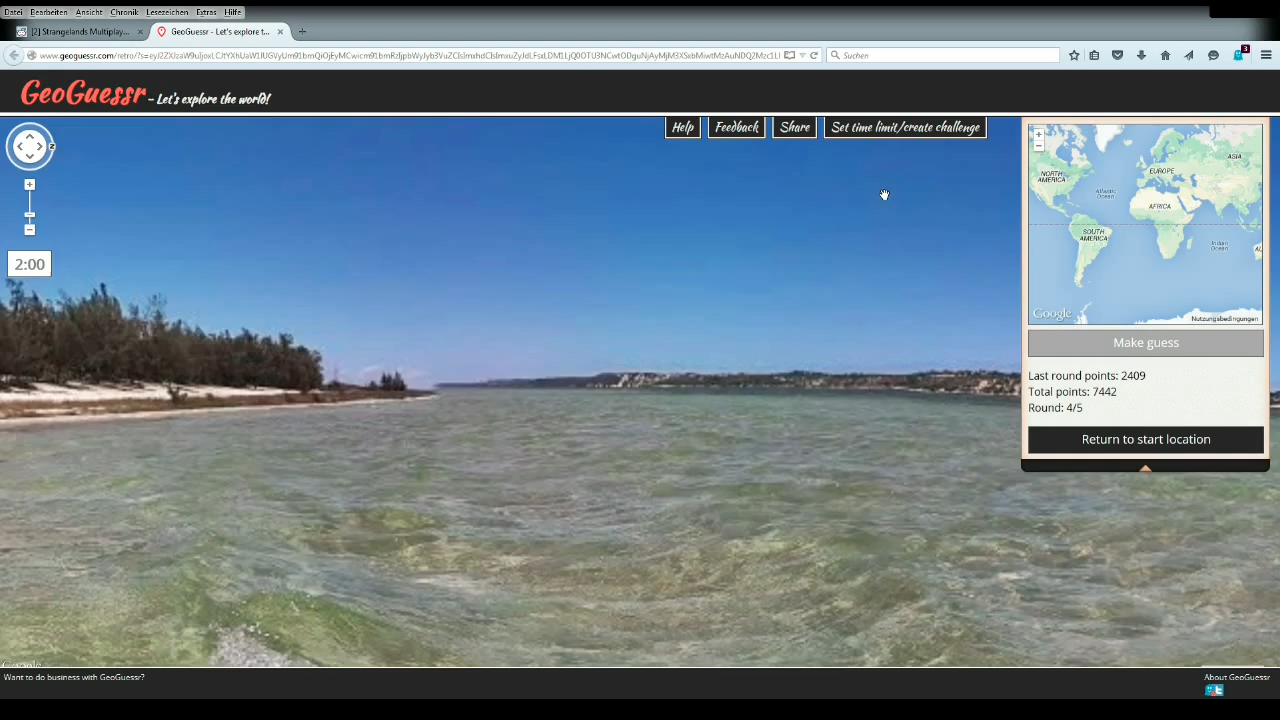 Datei Bearbeiten Ansicht Chronik Lesezeichen Extras Hilfe
[2] Strangelands Multiplay...
GeoGuessr - Let's explore t...
Suchen
3
GeoGuessr - Let's explore the world!
Help
Feedback
Share
Set time limit/create challenge
2:00
NORTH AMERICA
Atlantic Ocean
EUROPE
ASIA
AFRICA
SOUTH AMERICA
Indian Ocean
Google
Nutzungsbedingungen
Make guess
Last round points: 2409
Total points: 7442
Round: 4/5
Return to start location
Want to do business with GeoGuessr?
About GeoGuessr